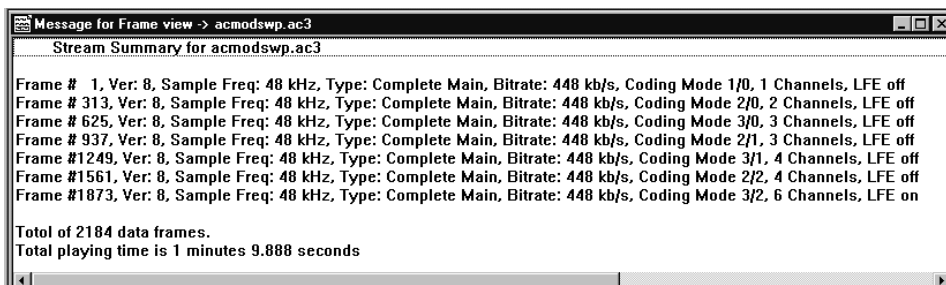 Message for Frame view -> acmodswp.ac3
Stream Summary for acmodswp.ac3
Frame # 1, Ver: 8, Sample Freq: 48 kHz, Type: Complete Main, Bitrate: 448 kb/s, Coding Mode 1/0, 1 Channels, LFE off
Frame # 313, Ver: 8, Sample Freq: 48 kHz, Type: Complete Main, Bitrate: 448 kb/s, Coding Mode 2/0, 2 Channels, LFE off
Frame # 625, Ver: 8, Sample Freq: 48 kHz, Type: Complete Main, Bitrate: 448 kb/s, Coding Mode 3/0, 3 Channels, LFE off
Frame # 937, Ver: 8, Sample Freq: 48 kHz, Type: Complete Main, Bitrate: 448 kb/s, Coding Mode 2/1, 3 Channels, LFE off
Frame #1249, Ver: 8, Sample Freq: 48 kHz, Type: Complete Main, Bitrate: 448 kb/s, Coding Mode 3/1, 4 Channels, LFE off
Frame #1561, Ver: 8, Sample Freq: 48 kHz, Type: Complete Main, Bitrate: 448 kb/s, Coding Mode 2/2, 4 Channels, LFE off
Frame #1873, Ver: 8, Sample Freq: 48 kHz, Type: Complete Main, Bitrate: 448 kb/s, Coding Mode 3/2, 6 Channels, LFE on
Totol of 2184 data frames.
Total playing time is 1 minutes 9.888 seconds